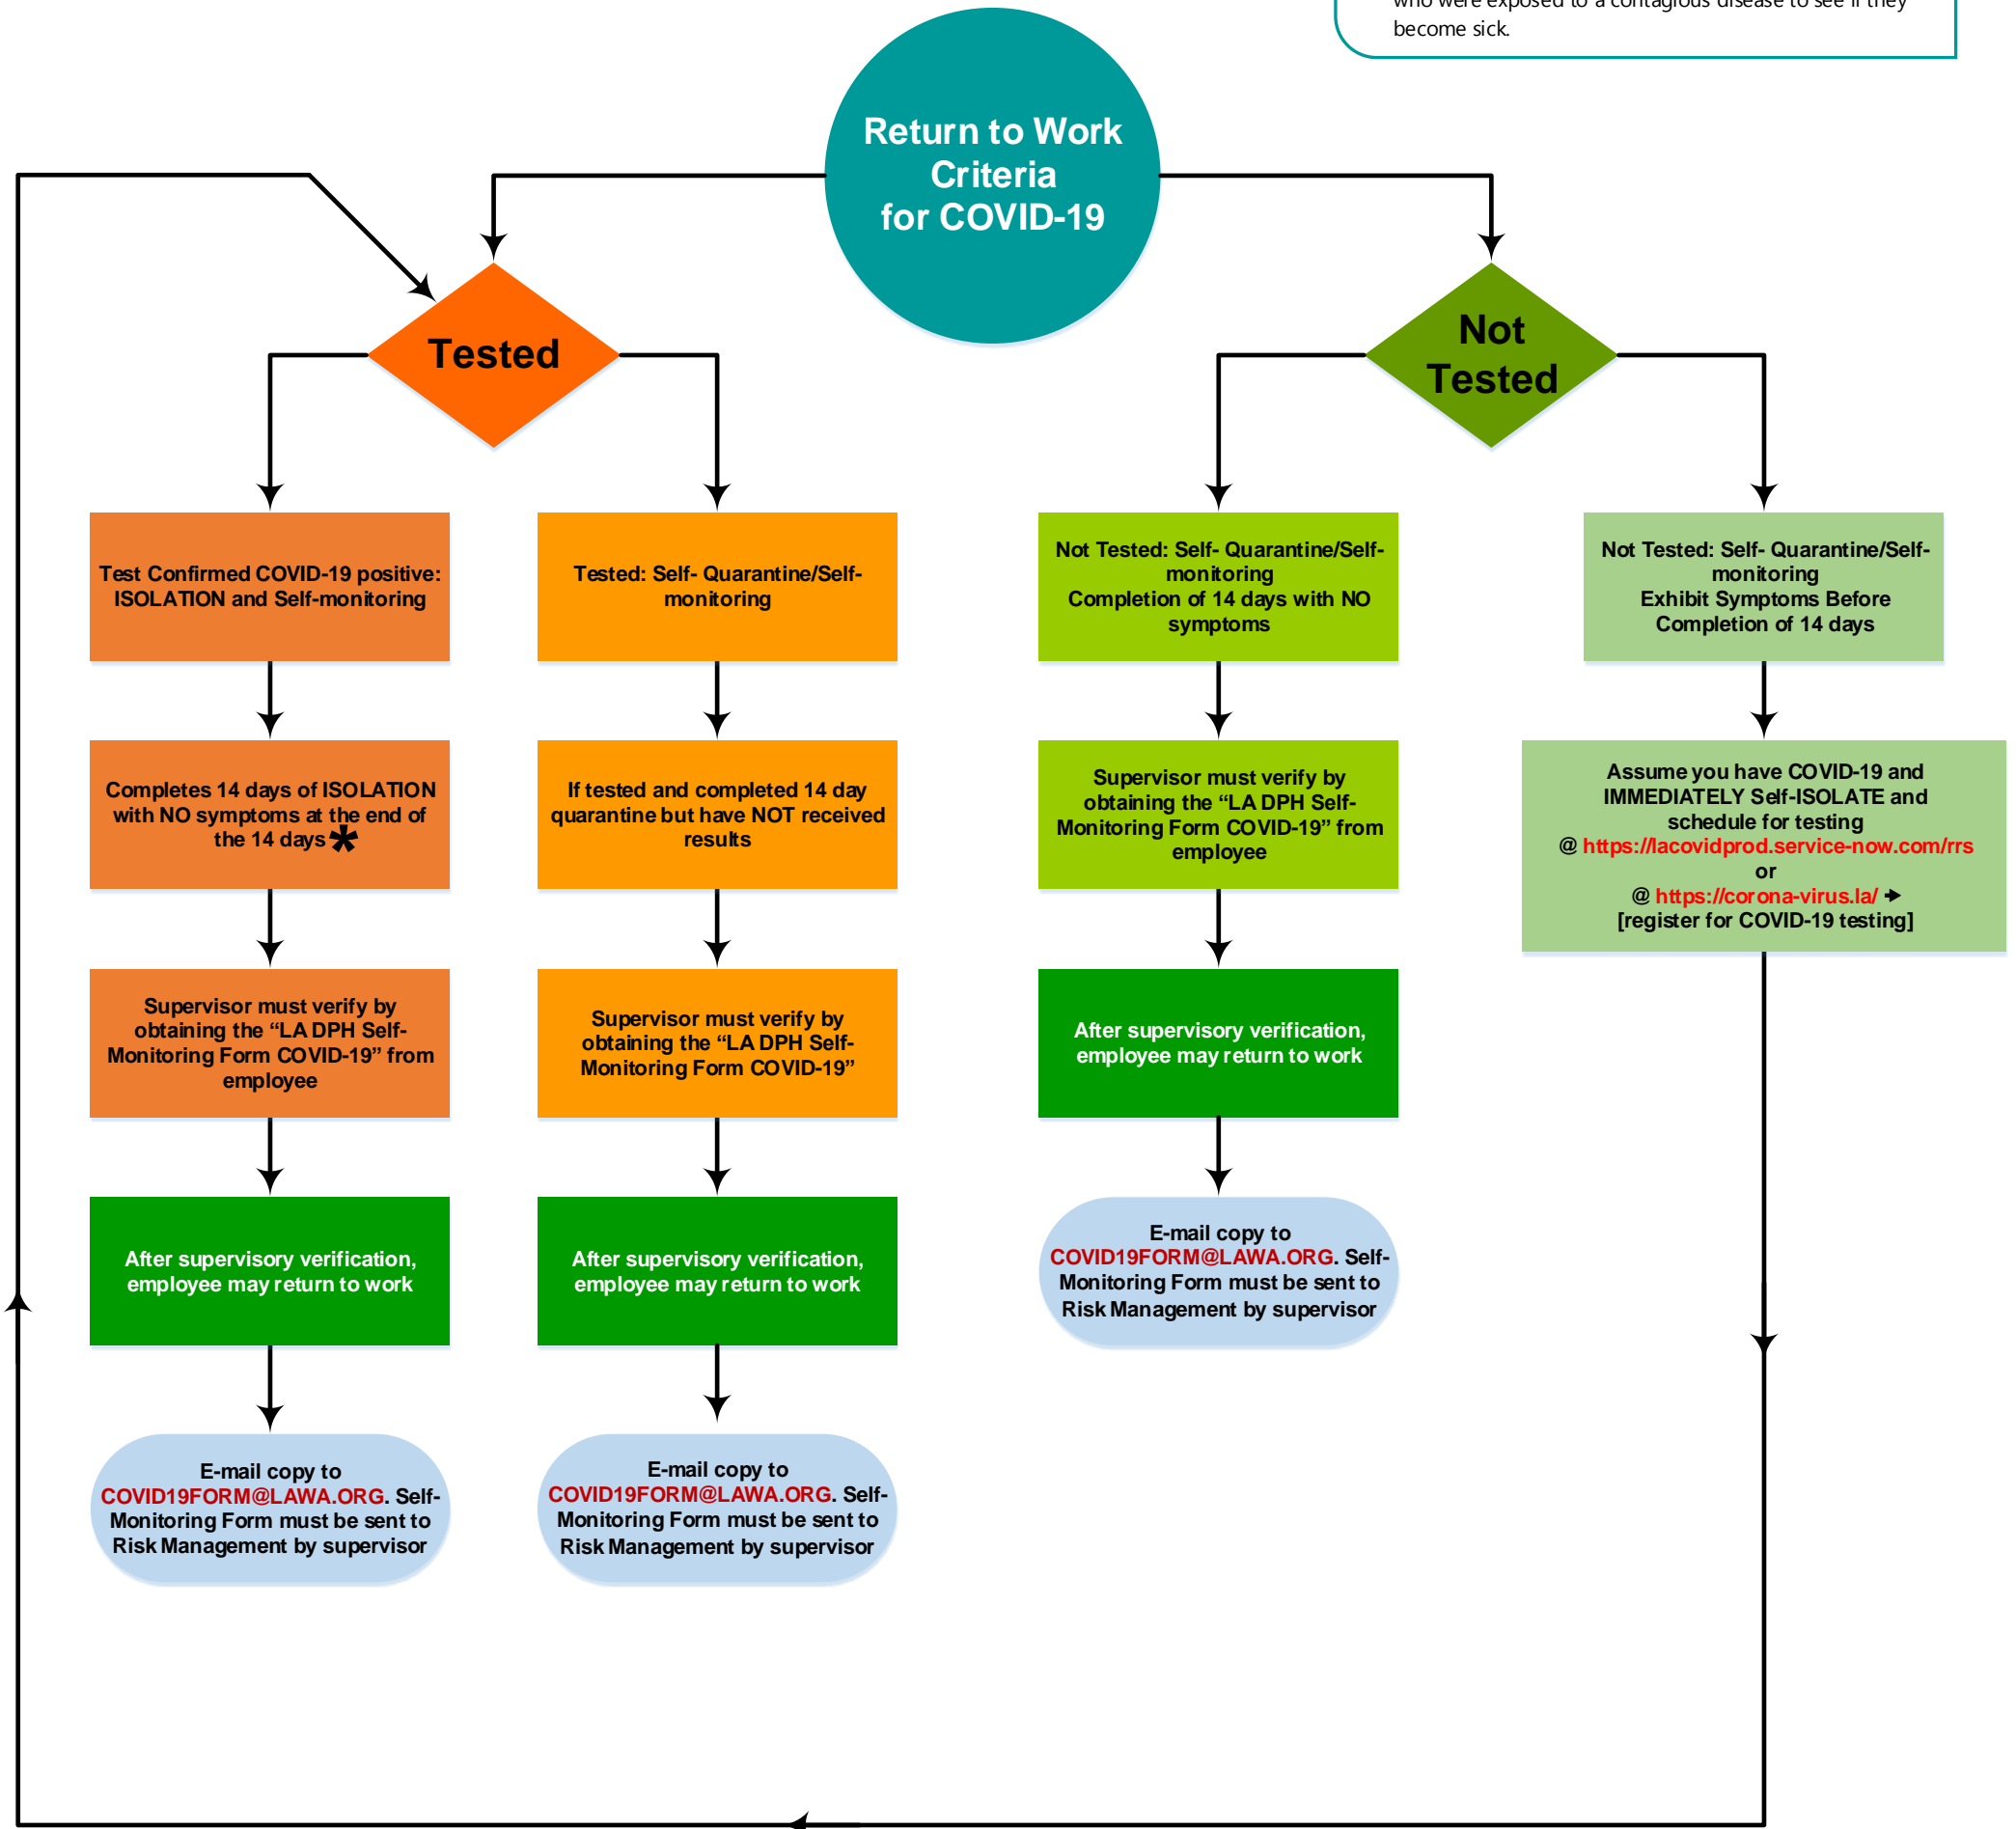 who were exposed to a contagious disease to see if they
become sick.
Return to Work
Criteria
for COVID-19
Tested
Not
Tested
Test Confirmed COVID-19 positive:
ISOLATION and Self-monitoring
Completes 14 days of ISOLATION
with NO symptoms at the end of
the 14 days *
Supervisor must verify by
obtaining the “LA DPH Self-
Monitoring Form COVID-19” from
employee
After supervisory verification,
employee may return to work
E-mail copy to
COVID19FORM@LAWA.ORG. Self-
Monitoring Form must be sent to
Risk Management by supervisor
Tested: Self- Quarantine/Self-
monitoring
If tested and completed 14 day
quarantine but have NOT received
results
Supervisor must verify by
obtaining the “LA DPH Self-
Monitoring Form COVID-19”
After supervisory verification,
employee may return to work
E-mail copy to
COVID19FORM@LAWA.ORG. Self-
Monitoring Form must be sent to
Risk Management by supervisor
Not Tested: Self- Quarantine/Self-
monitoring
Completion of 14 days with NO
symptoms
Supervisor must verify by
obtaining the “LA DPH Self-
Monitoring Form COVID-19” from
employee
After supervisory verification,
employee may return to work
E-mail copy to
COVID19FORM@LAWA.ORG. Self-
Monitoring Form must be sent to
Risk Management by supervisor
Not Tested: Self- Quarantine/Self-
monitoring
Exhibit Symptoms Before
Completion of 14 days
Assume you have COVID-19 and
IMMEDIATELY Self-ISOLATE and
schedule for testing
@ https://lacovidprod.service-now.com/rrs
or
@ https://corona-virus.la/ →
[register for COVID-19 testing]